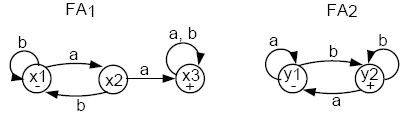 FA1 FA2
b a a a, b a b b
x1 x2 x3 y1 y2
- + - +
b a